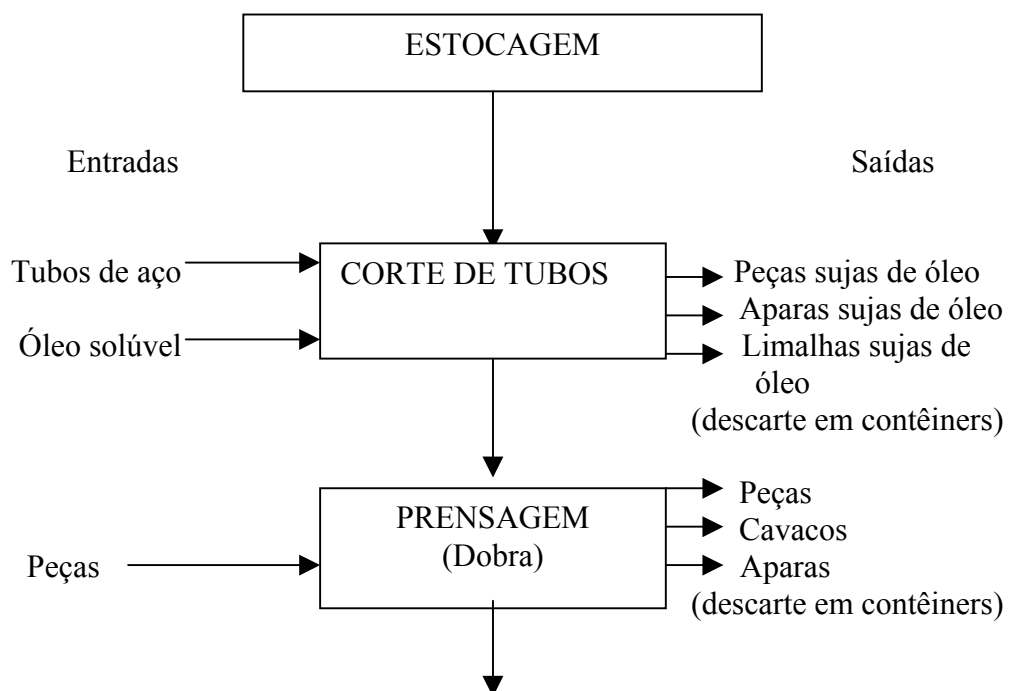 ESTOCAGEM
Entradas
Saídas
Tubos de aço
Óleo solúvel
CORTE DE TUBOS
Peças sujas de óleo
Aparas sujas de óleo
Limalhas sujas de
óleo
(descarte em contêiners)
Peças
PRENSAGEM
(Dobra)
Peças
Cavacos
Aparas
(descarte em contêiners)